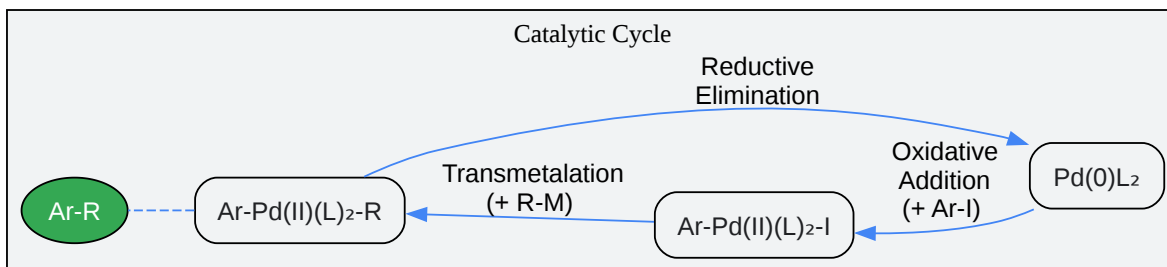 Catalytic Cycle
Reductive
Elimination
Oxidative
Addition
(+ Ar-I)
Pd(0)L₂
Transmetalation
(+ R-M)
Ar-R
Ar-Pd(II)(L)₂-R
Ar-Pd(II)(L)₂-I